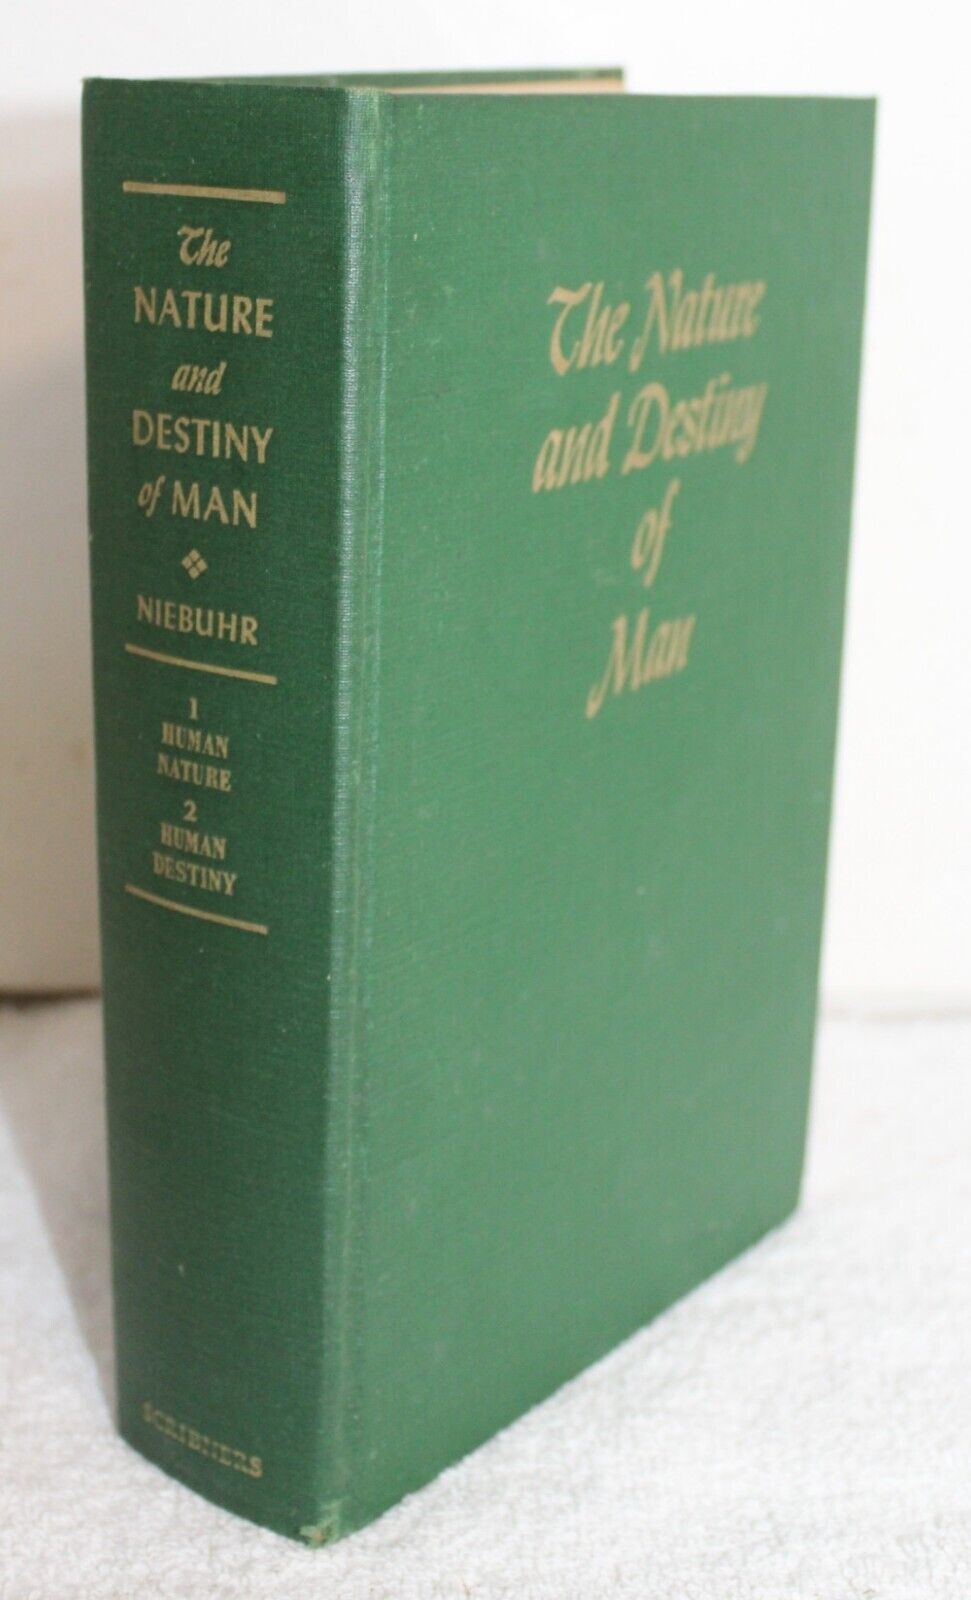 The
NATURE
and
DESTINY
of MAN
NIEBUHR
1
HUMAN
NATURE
2
HUMAN
DESTINY
SCRIBNERS
The Nature
and Destiny
of
Man